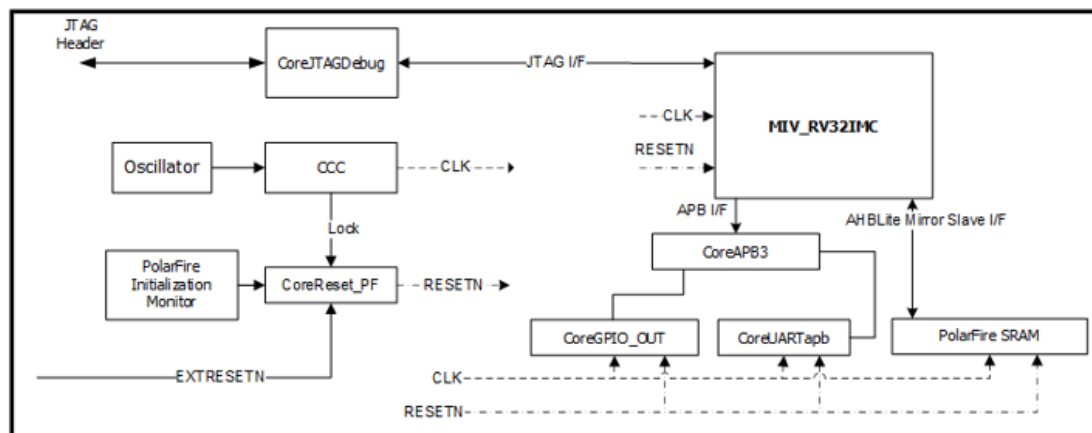 JTAG
Header
CoreJTAGDebug
JTAG I/F
MIV_RV32IMC
CLK
RESETN
Oscillator
CCC
CLK
Lock
APB I/F
AHBLite Mirror Slave I/F
PolarFire
Initialization
Monitor
CoreReset_PF
RESETN
CoreAPB3
CoreGPIO_OUT
CoreUARTapb
PolarFire SRAM
EXTRESETN
CLK
RESETN